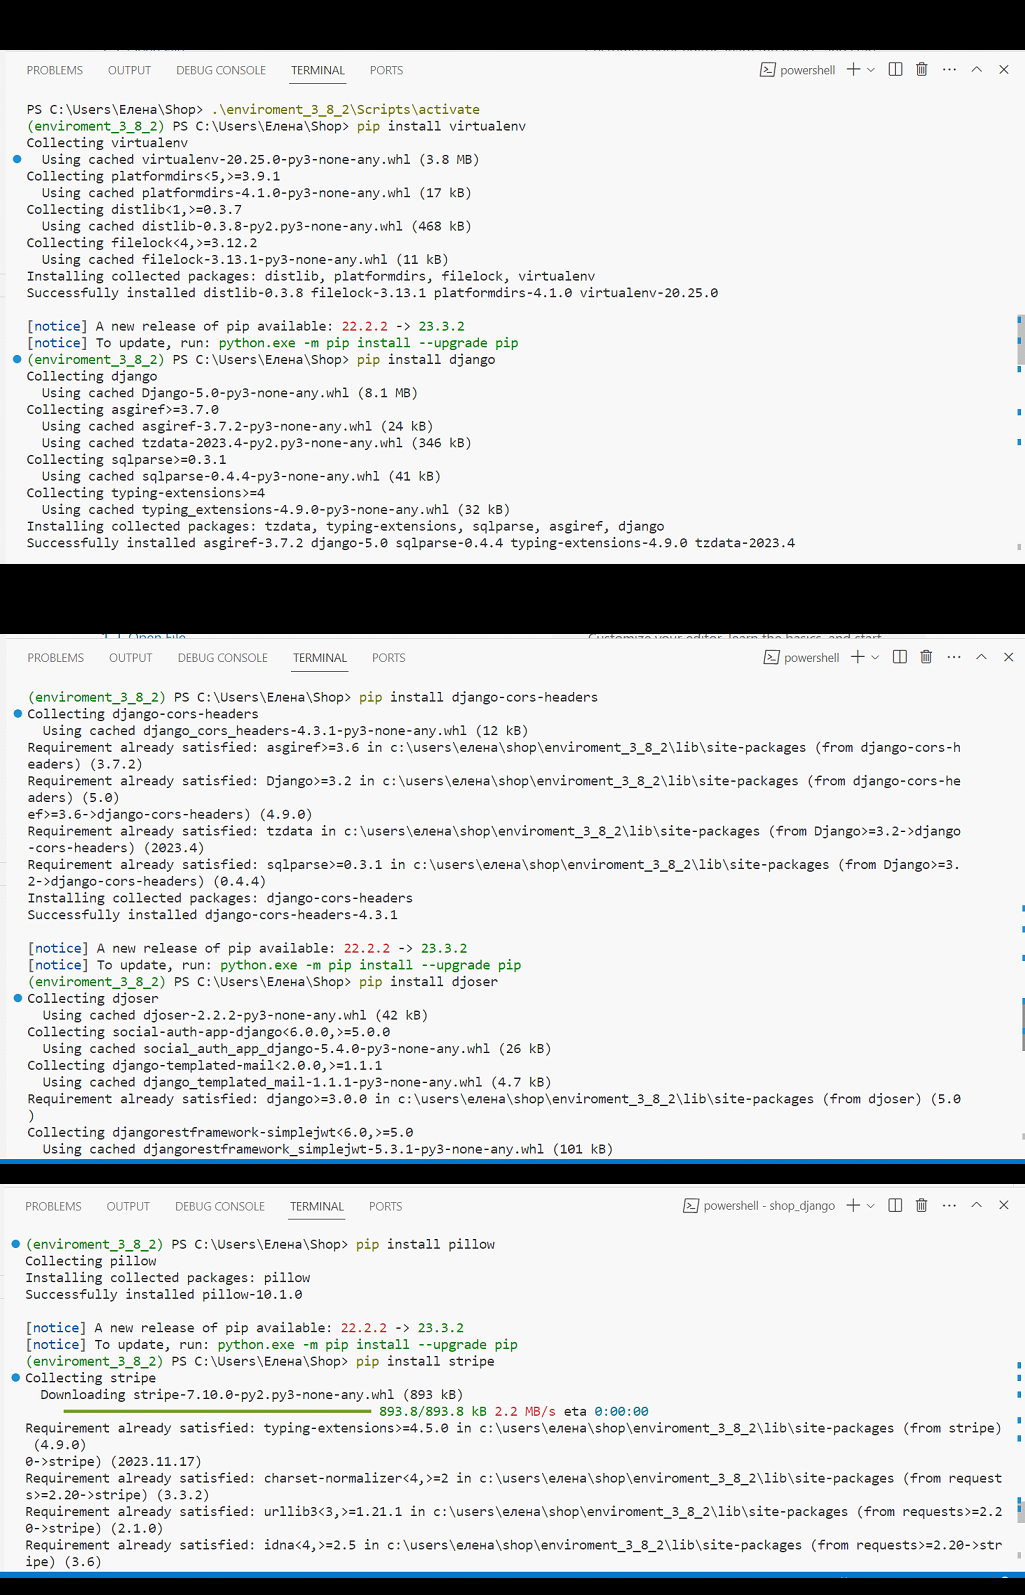 PROBLEMS OUTPUT DEBUG CONSOLE TERMINAL PORTS powershell
PS C:\Users\Елена\Shop> .\enviroment_3_8_2\Scripts\activate
(enviroment_3_8_2) PS C:\Users\Елена\Shop> pip install virtualenv
Collecting virtualenv
Using cached virtualenv-20.25.0-py3-none-any.whl (3.8 MB)
Collecting platformdirs<5,>=3.9.1
Using cached platformdirs-4.1.0-py3-none-any.whl (17 kB)
Collecting distlib<1,>=0.3.7
Using cached distlib-0.3.8-py2.py3-none-any.whl (468 kB)
Collecting filelock<4,>=3.12.2
Using cached filelock-3.13.1-py3-none-any.whl (11 kB)
Installing collected packages: distlib, platformdirs, filelock, virtualenv
Successfully installed distlib-0.3.8 filelock-3.13.1 platformdirs-4.1.0 virtualenv-20.25.0
[notice] A new release of pip available: 22.2.2 -> 23.3.2
[notice] To update, run: python.exe -m pip install --upgrade pip
(enviroment_3_8_2) PS C:\Users\Елена\Shop> pip install django
Collecting django
Using cached Django-5.0-py3-none-any.whl (8.1 MB)
Collecting asgiref>=3.7.0
Using cached asgiref-3.7.2-py3-none-any.whl (24 kB)
Using cached tzdata-2023.4-py2.py3-none-any.whl (346 kB)
Collecting sqlparse>=0.3.1
Using cached sqlparse-0.4.4-py3-none-any.whl (41 kB)
Collecting typing-extensions>=4
Using cached typing_extensions-4.9.0-py3-none-any.whl (32 kB)
Installing collected packages: tzdata, typing-extensions, sqlparse, asgiref, django
Successfully installed asgiref-3.7.2 django-5.0 sqlparse-0.4.4 typing-extensions-4.9.0 tzdata-2023.4
Open File Customize your editor, learn the basics, and start
PROBLEMS OUTPUT DEBUG CONSOLE TERMINAL PORTS powershell
(enviroment_3_8_2) PS C:\Users\Елена\Shop> pip install django-cors-headers
Collecting django-cors-headers
Using cached django_cors_headers-4.3.1-py3-none-any.whl (12 kB)
Requirement already satisfied: asgiref>=3.6 in c:\users\елена\shop\enviroment_3_8_2\lib\site-packages (from django-cors-h
eaders) (3.7.2)
Requirement already satisfied: Django>=3.2 in c:\users\елена\shop\enviroment_3_8_2\lib\site-packages (from django-cors-he
aders) (5.0)
ef>=3.6->django-cors-headers) (4.9.0)
Requirement already satisfied: tzdata in c:\users\елена\shop\enviroment_3_8_2\lib\site-packages (from Django>=3.2->django
-cors-headers) (2023.4)
Requirement already satisfied: sqlparse>=0.3.1 in c:\users\елена\shop\enviroment_3_8_2\lib\site-packages (from Django>=3.
2->django-cors-headers) (0.4.4)
Installing collected packages: django-cors-headers
Successfully installed django-cors-headers-4.3.1
[notice] A new release of pip available: 22.2.2 -> 23.3.2
[notice] To update, run: python.exe -m pip install --upgrade pip
(enviroment_3_8_2) PS C:\Users\Елена\Shop> pip install djoser
Collecting djoser
Using cached djoser-2.2.2-py3-none-any.whl (42 kB)
Collecting social-auth-app-django<6.0.0,>=5.0.0
Using cached social_auth_app_django-5.4.0-py3-none-any.whl (26 kB)
Collecting django-templated-mail<2.0.0,>=1.1.1
Using cached django_templated_mail-1.1.1-py3-none-any.whl (4.7 kB)
Requirement already satisfied: django>=3.0.0 in c:\users\елена\shop\enviroment_3_8_2\lib\site-packages (from djoser) (5.0
)
Collecting djangorestframework-simplejwt<6.0,>=5.0
Using cached djangorestframework_simplejwt-5.3.1-py3-none-any.whl (101 kB)
PROBLEMS OUTPUT DEBUG CONSOLE TERMINAL PORTS powershell - shop_django
(enviroment_3_8_2) PS C:\Users\Елена\Shop> pip install pillow
Collecting pillow
Installing collected packages: pillow
Successfully installed pillow-10.1.0
[notice] A new release of pip available: 22.2.2 -> 23.3.2
[notice] To update, run: python.exe -m pip install --upgrade pip
(enviroment_3_8_2) PS C:\Users\Елена\Shop> pip install stripe
Collecting stripe
Downloading stripe-7.10.0-py2.py3-none-any.whl (893 kB)
893.8/893.8 kB 2.2 MB/s eta 0:00:00
Requirement already satisfied: typing-extensions>=4.5.0 in c:\users\елена\shop\enviroment_3_8_2\lib\site-packages (from stripe)
(4.9.0)
0->stripe) (2023.11.17)
Requirement already satisfied: charset-normalizer<4,>=2 in c:\users\елена\shop\enviroment_3_8_2\lib\site-packages (from request
s>=2.20->stripe) (3.3.2)
Requirement already satisfied: urllib3<3,>=1.21.1 in c:\users\елена\shop\enviroment_3_8_2\lib\site-packages (from requests>=2.2
0->stripe) (2.1.0)
Requirement already satisfied: idna<4,>=2.5 in c:\users\елена\shop\enviroment_3_8_2\lib\site-packages (from requests>=2.20->str
ipe) (3.6)